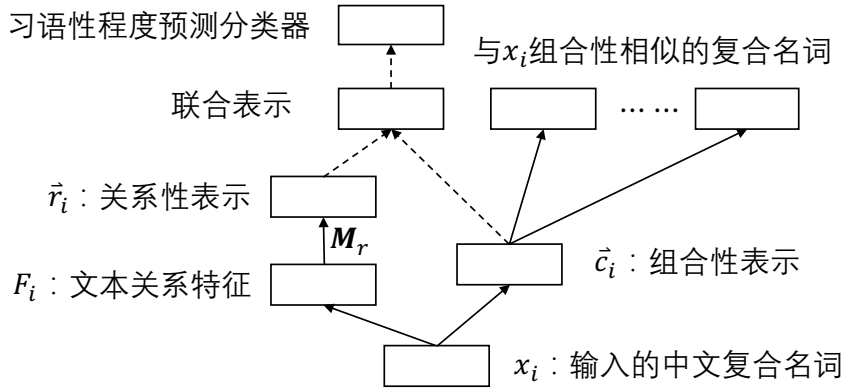 习语性程度预测分类器
与x_i组合性相似的复合名词
联合表示
... ...
r⃗_i：关系性表示
M_r
c⃗_i：组合性表示
F_i：文本关系特征
x_i：输入的中文复合名词